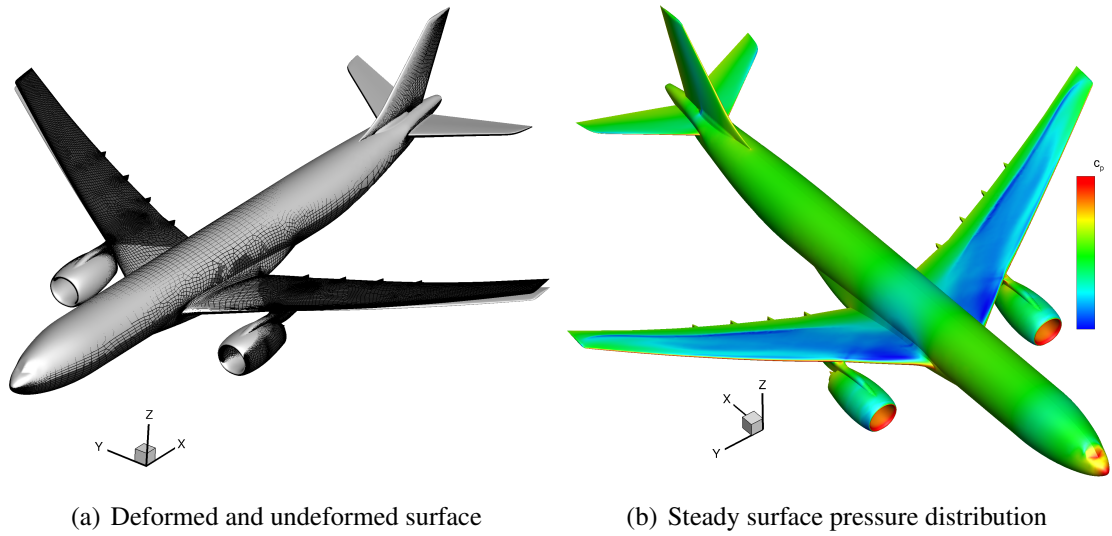 Z
Y
X
(a) Deformed and undeformed surface
c_p
X
Z
Y
(b) Steady surface pressure distribution